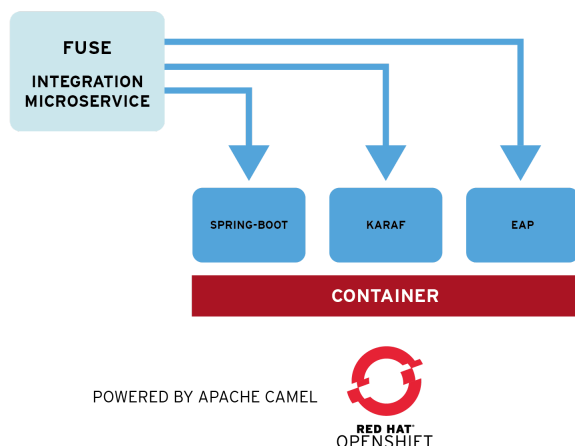 FUSE
INTEGRATION
MICROSERVICE
SPRING-BOOT
KARAF
EAP
CONTAINER
POWERED BY APACHE CAMEL
RED HAT
OPENSHIFT